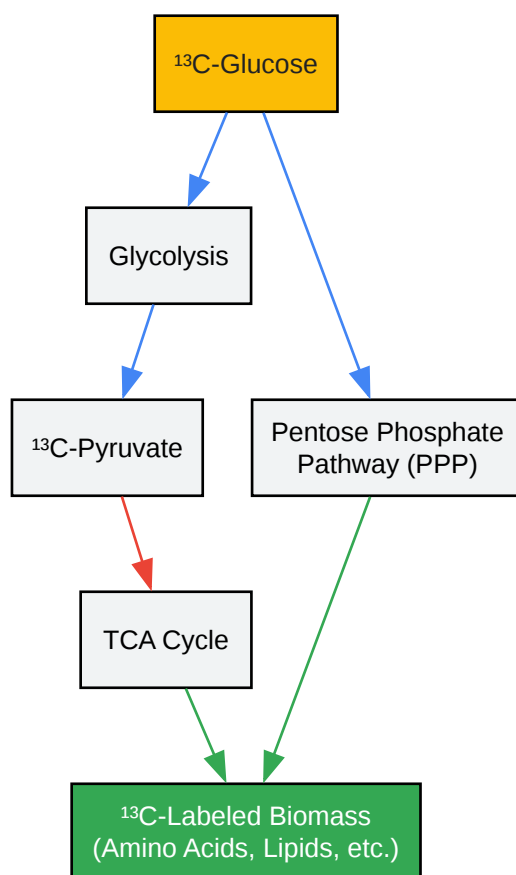 ¹³C-Glucose
Glycolysis
¹³C-Pyruvate
Pentose Phosphate
Pathway (PPP)
TCA Cycle
¹³C-Labeled Biomass
(Amino Acids, Lipids, etc.)